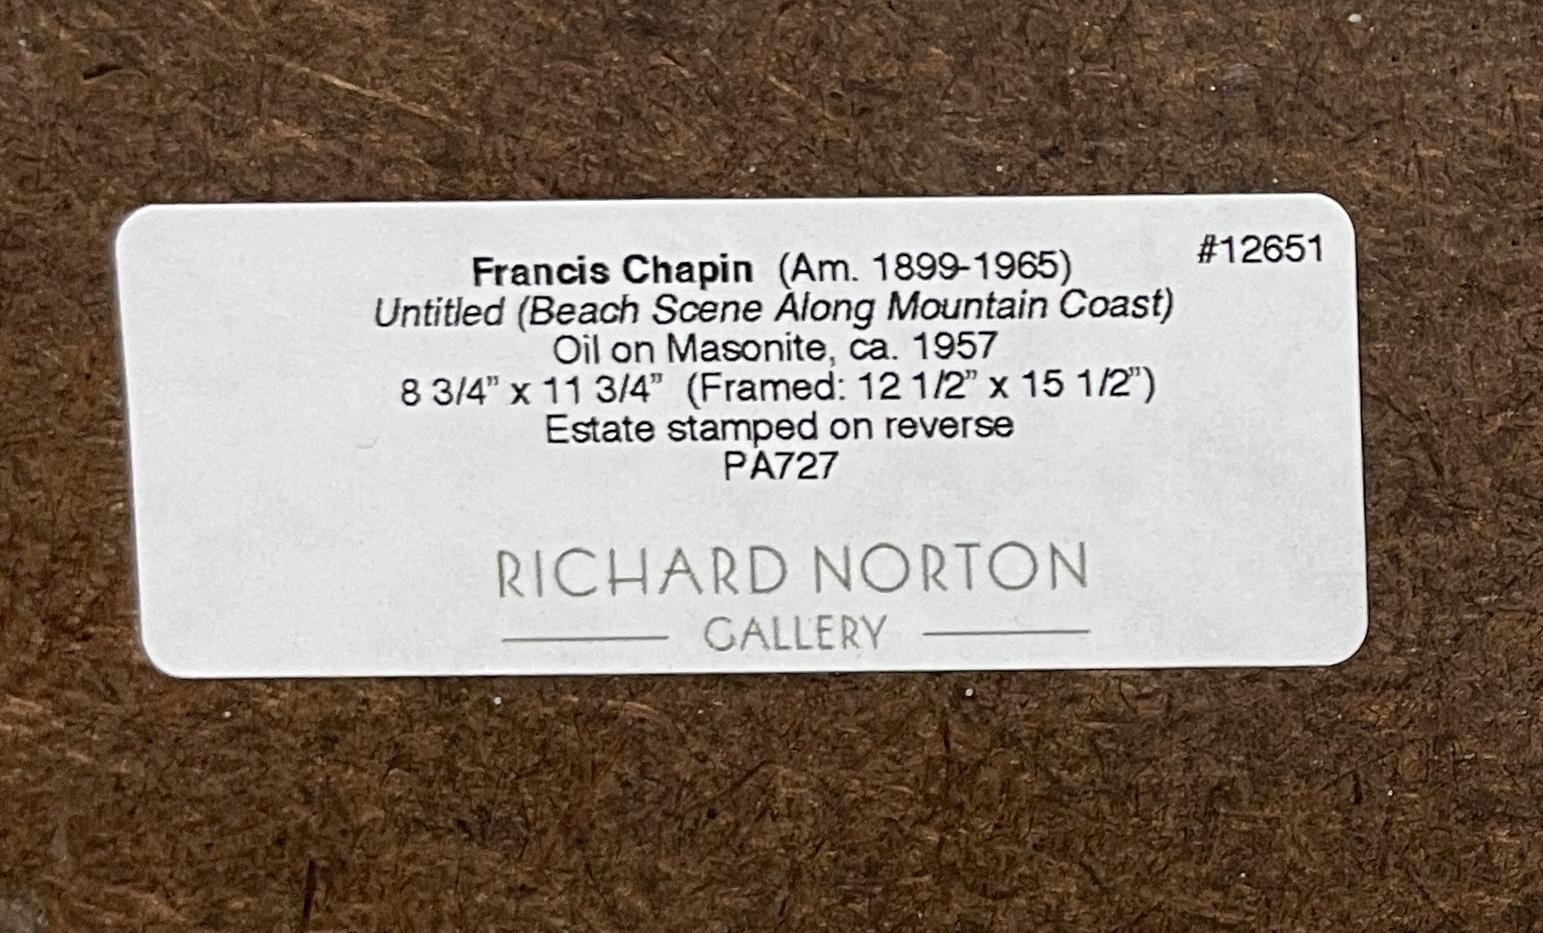 #12651
Francis Chapin (Am. 1899-1965)
Untitled (Beach Scene Along Mountain Coast)
Oil on Masonite, ca. 1957
8 3/4” x 11 3/4” (Framed: 12 1/2” x 15 1/2”)
Estate stamped on reverse
PA727
RICHARD NORTON
GALLERY